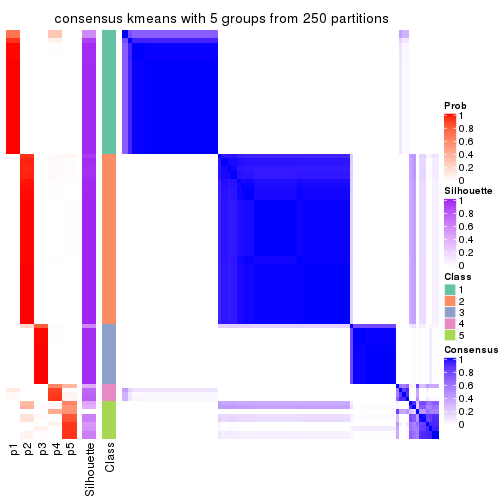 consensus kmeans with 5 groups from 250 partitions
Prob
1
0.8
0.6
0.4
0.2
0
Silhouette
1
0.8
0.6
0.4
0.2
0
Class
1
2
3
4
5
Consensus
1
0.8
0.6
0.4
0.2
0
p1
p2
p3
p4
p5
Silhouette
Class